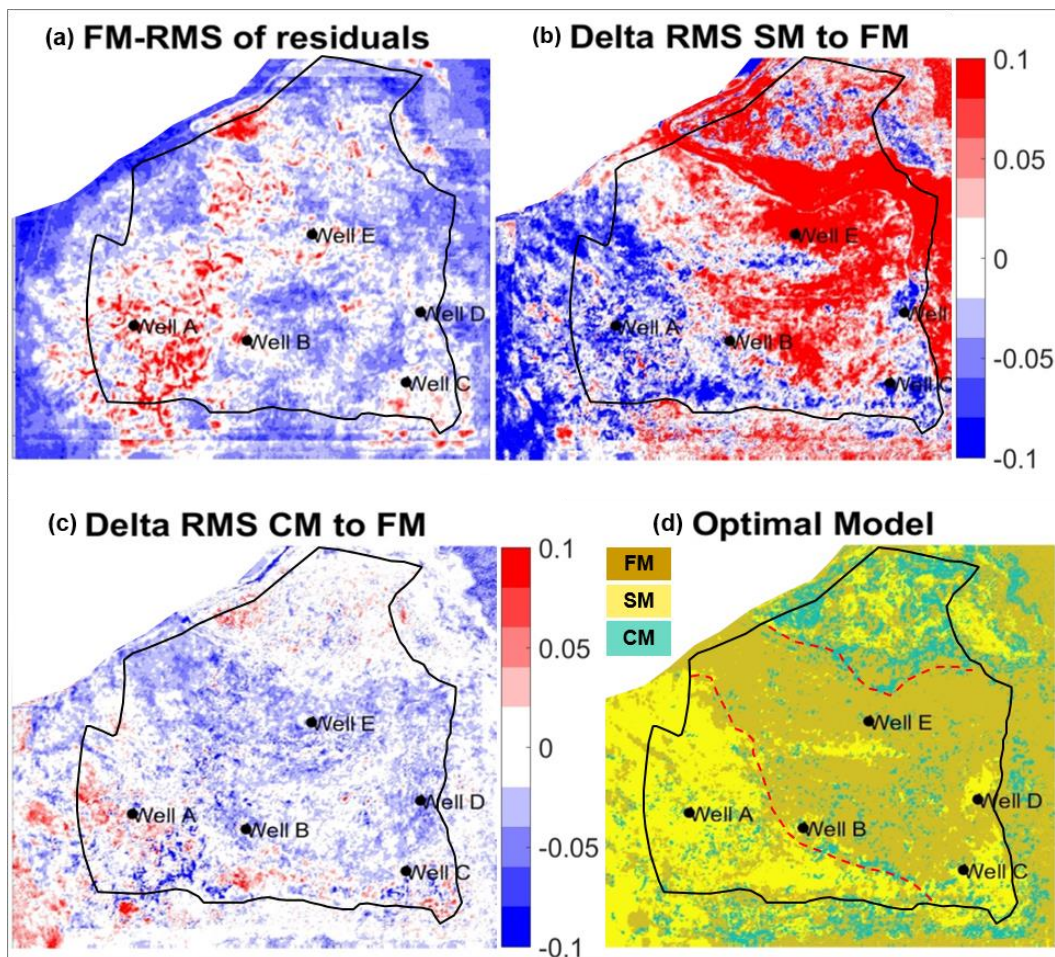 (a) FM-RMS of residuals
Well E
Well D
Well A
Well B
Well C
(b) Delta RMS SM to FM
0.1
0.05
0
-0.05
-0.1
Well E
Well
Well A
Well B
Well C
(c) Delta RMS CM to FM
0.1
0.05
0
-0.05
-0.1
Well E
Well D
Well A
Well B
Well C
(d) Optimal Model
FM
SM
CM
Well E
Well D
Well A
Well B
Well C